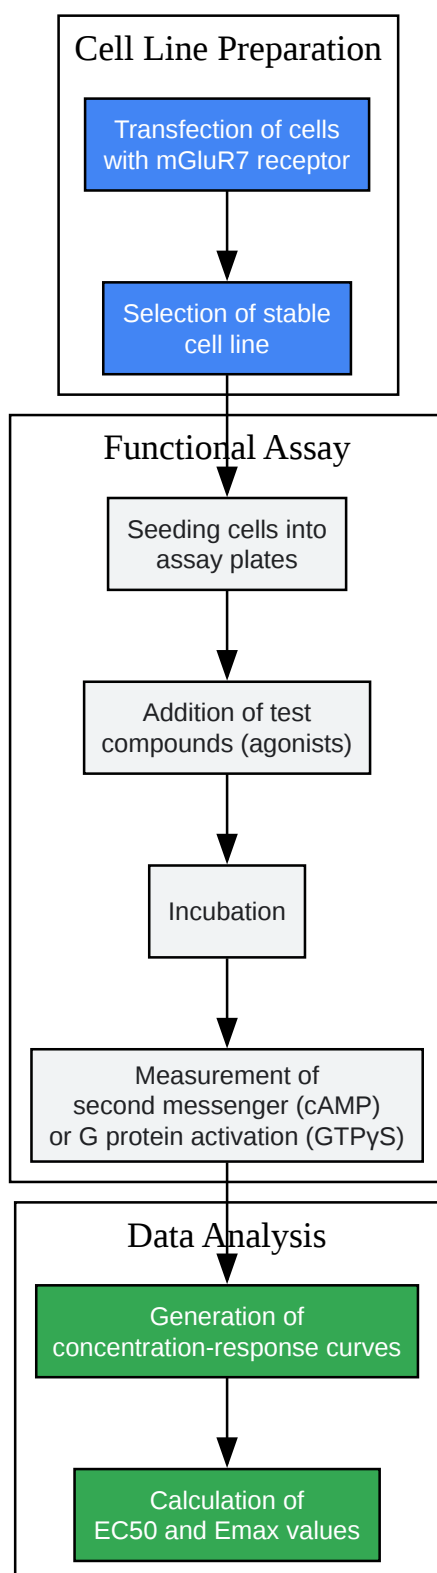 Cell Line Preparation
Transfection of cells
with mGluR7 receptor
Selection of stable
cell line
Functional Assay
Seeding cells into
assay plates
Addition of test
compounds (agonists)
Incubation
Measurement of
second messenger (cAMP)
or G protein activation (GTPγS)
Data Analysis
Generation of
concentration-response curves
Calculation of
EC50 and Emax values